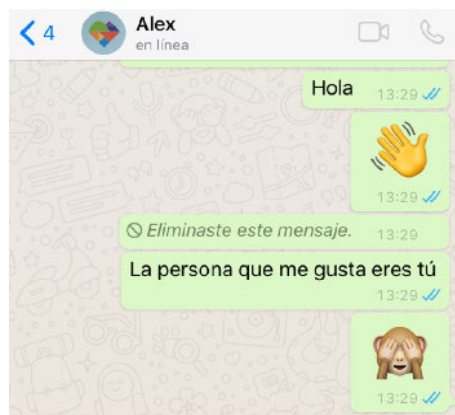 4
Alex
en línea
Hola 13:29
13:29
Eliminaste este mensaje. 13:29
La persona que me gusta eres tú
13:29
13:29